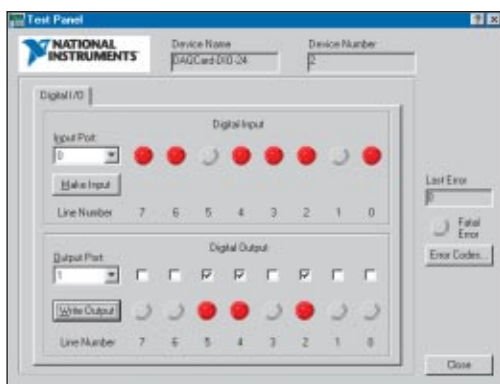 Test Panel
NATIONAL INSTRUMENTS
Device Name
DAQCard-DIO-24
Device Number
2
Digital I/O
Digital Input
Input Port:
0
Make Input
Line Number 7 6 5 4 3 2 1 0
Digital Output
Output Port:
1
Write Output
Line Number 7 6 5 4 3 2 1 0
Last Error
0
Fatal Error
Error Codes...
Close